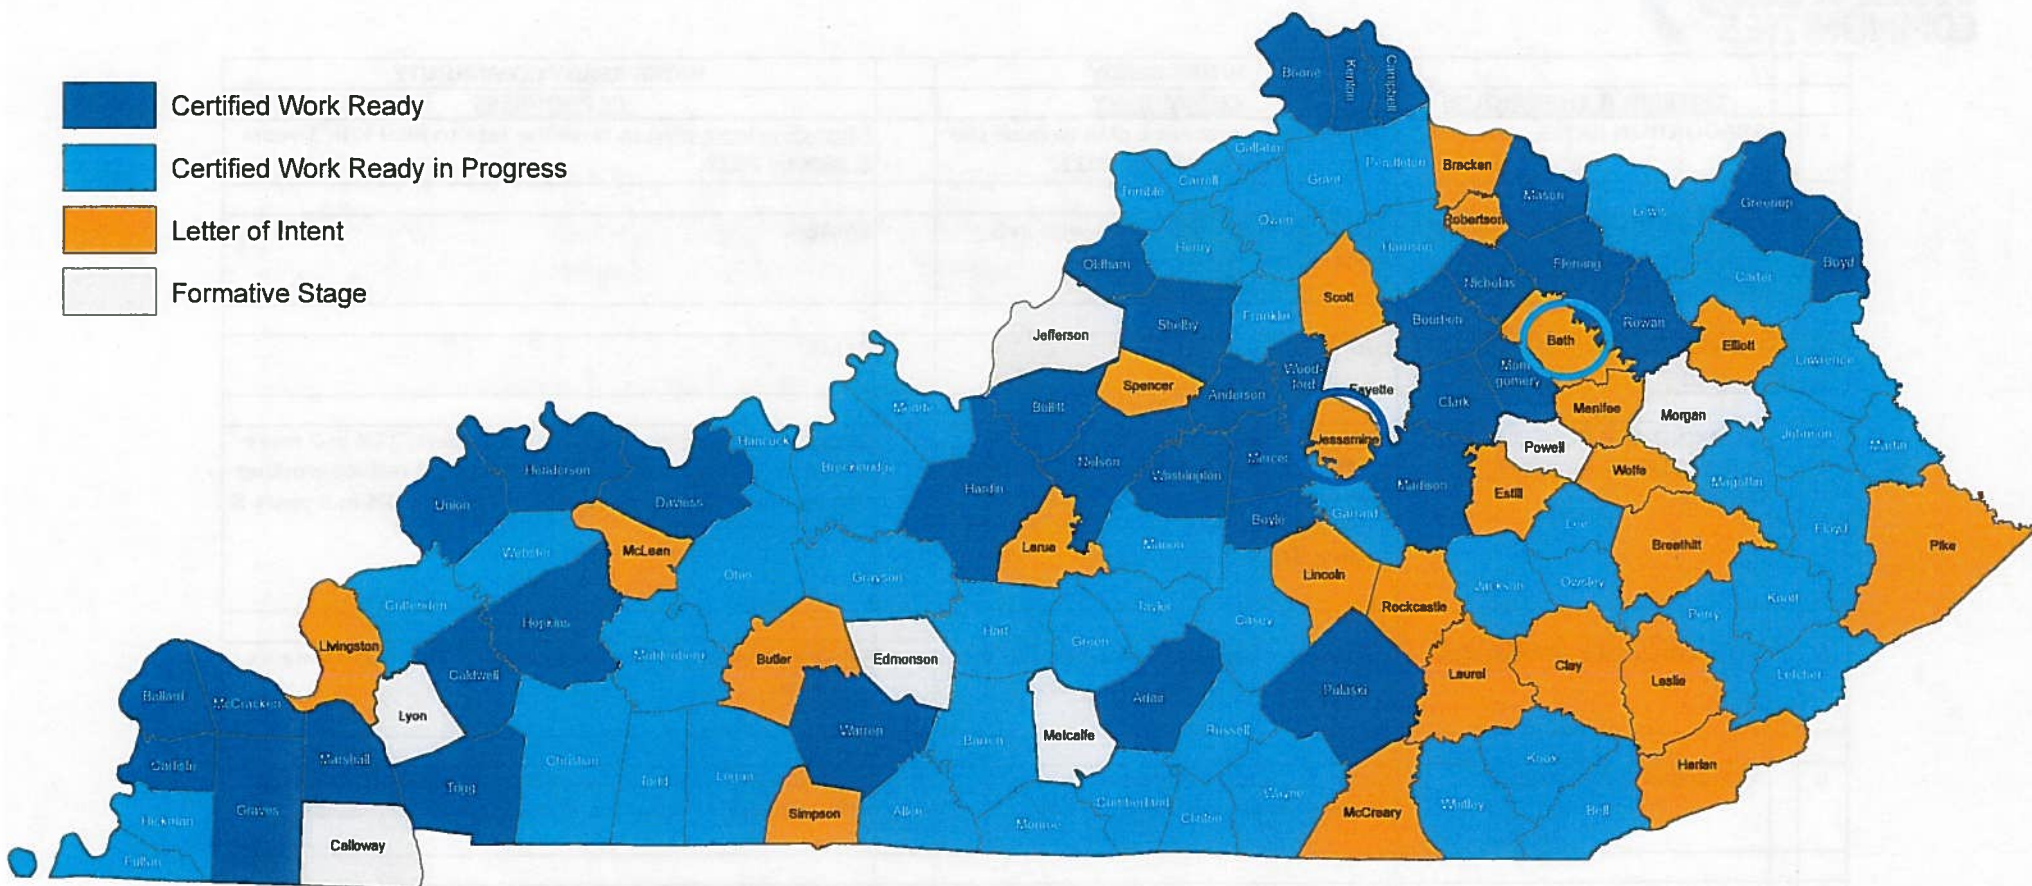 Certified Work Ready
Certified Work Ready in Progress
Letter of Intent
Formative Stage
Boone
Kenton
Campbell
Gallatin
Carroll
Trimble
Grant
Pendleton
Bracken
Owen
Henry
Harrison
Robertson
Mason
Lewis
Greenup
Oldham
Fleming
Boyd
Carter
Nicholas
Jefferson
Shelby
Franklin
Scott
Bourbon
Bath
Rowan
Elliott
Lawrence
Spencer
Anderson
Wood-
ford
Fayette
Mont
gomery
Clark
Menifee
Morgan
Bullitt
Meade
Hancock
Breckinridge
Nelson
Washington
Mercer
Jessamine
Powell
Johnson
Martin
Henderson
Union
Daviess
Hardin
Madison
Estill
Wolfe
Magoffin
Webster
McLean
Larue
Marion
Boyle
Garrard
Lee
Breathitt
Floyd
Pike
Ohio
Grayson
Lincoln
Rockcastle
Jackson
Owsley
Knott
Perry
Crittenden
Hopkins
Hart
Taylor
Green
Casey
Livingston
Caldwell
Muhlenberg
Butler
Edmonson
Adair
Pulaski
Laurel
Clay
Leslie
Letcher
Ballard
McCracken
Lyon
Warren
Barren
Metcalfe
Russell
Carlisle
Marshall
Trigg
Christian
Todd
Logan
Knox
Harlan
Hickman
Graves
Simpson
Allen
Monroe
Cumberland
Clinton
Wayne
McCreary
Whitley
Bell
Fulton
Calloway